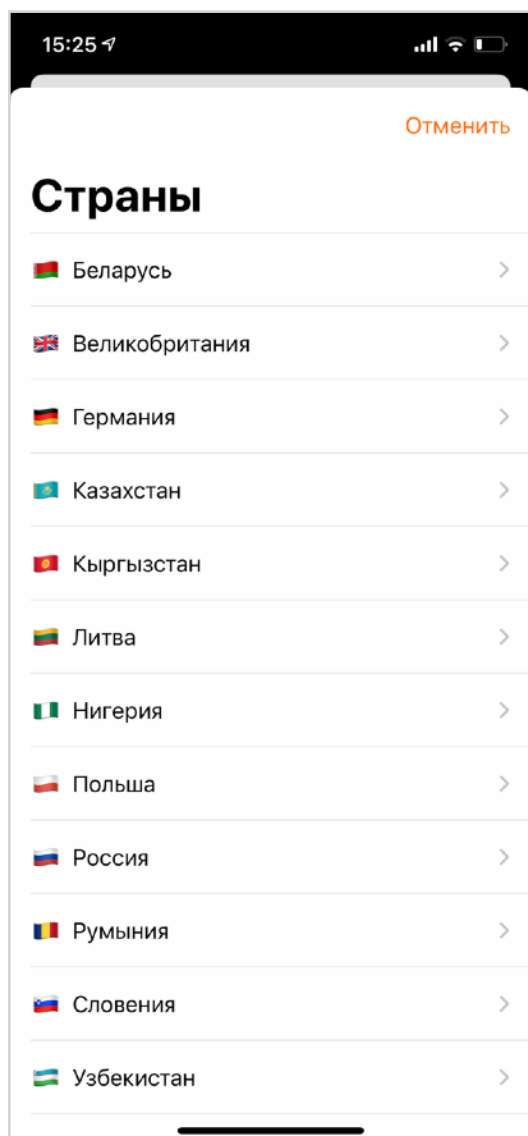 15:25
Отменить
Страны
Беларусь
Великобритания
Германия
Казахстан
Кыргызстан
Литва
Нигерия
Польша
Россия
Румыния
Словения
Узбекистан